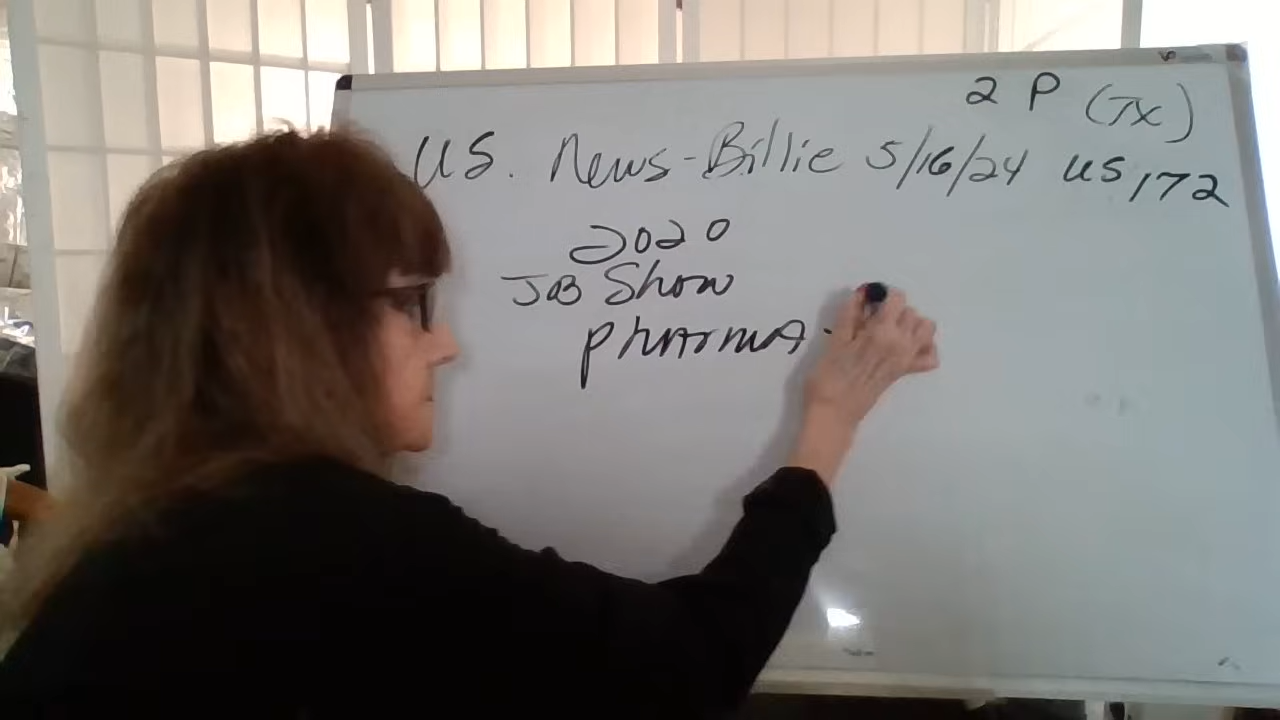 2 P (TX)
U.S. News-Billie 5/16/24 US 172
2020
JOB Show
PHARMA -